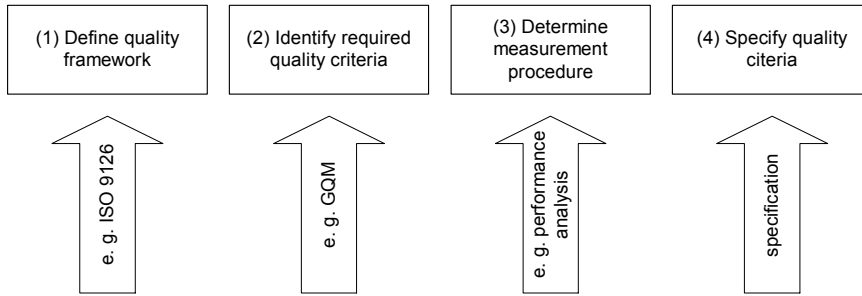 (1) Define quality
framework
(2) Identify required
quality criteria
(3) Determine
measurement
procedure
(4) Specify quality
citeria
e. g. ISO 9126
e. g. GQM
e. g. performance
analysis
specification